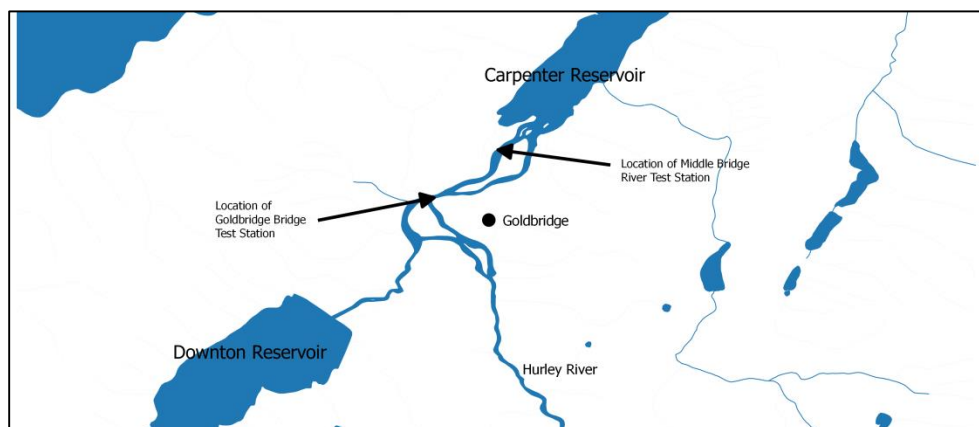 Carpenter Reservoir
Location of Middle Bridge
River Test Station
Location of
Goldbridge Bridge
Test Station
Goldbridge
Downton Reservoir
Hurley River